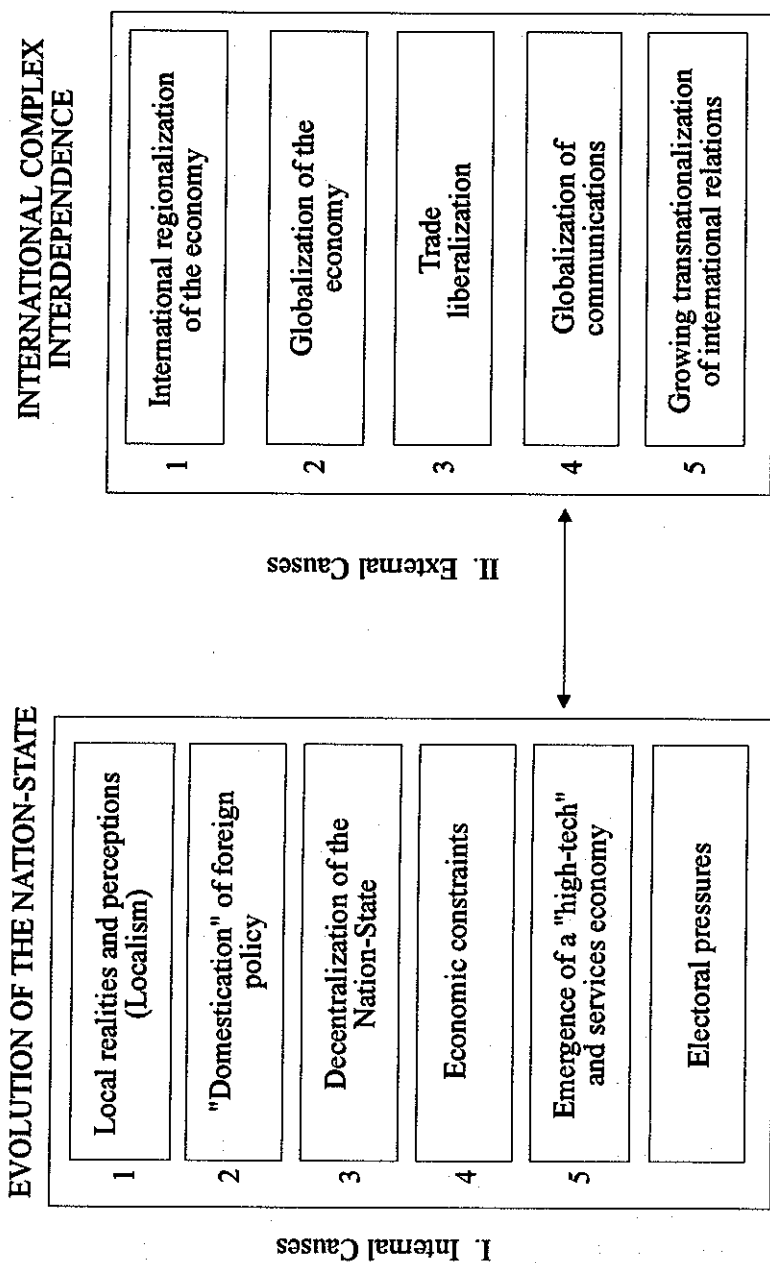 EVOLUTION OF THE NATION-STATE
I. Internal Causes
1
Local realities and perceptions
(Localism)
2
"Domestication" of foreign
policy
3
Decentralization of the
Nation-State
4
Economic constraints
5
Emergence of a "high-tech"
and services economy
Electoral pressures
INTERNATIONAL COMPLEX
INTERDEPENDENCE
II. External Causes
1
International regionalization
of the economy
2
Globalization of the
economy
3
Trade
liberalization
4
Globalization of
communications
5
Growing transnationalization
of international relations